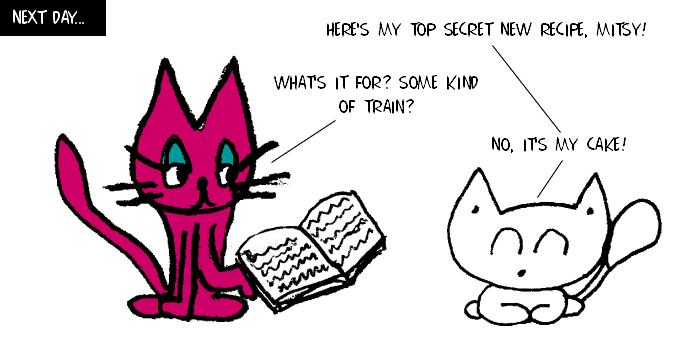 NEXT DAY...
HERE'S MY TOP SECRET NEW RECIPE, MITSY!
WHAT'S IT FOR? SOME KIND
OF TRAIN?
NO, IT'S MY CAKE!